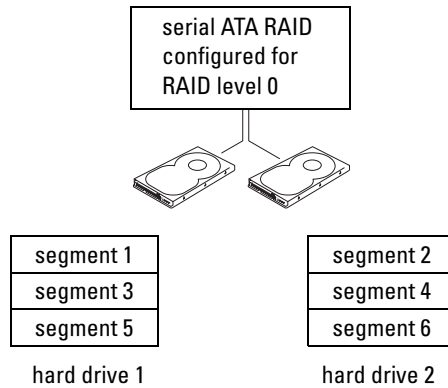 serial ATA RAID
configured for
RAID level 0
segment 1
segment 3
segment 5
hard drive 1
segment 2
segment 4
segment 6
hard drive 2